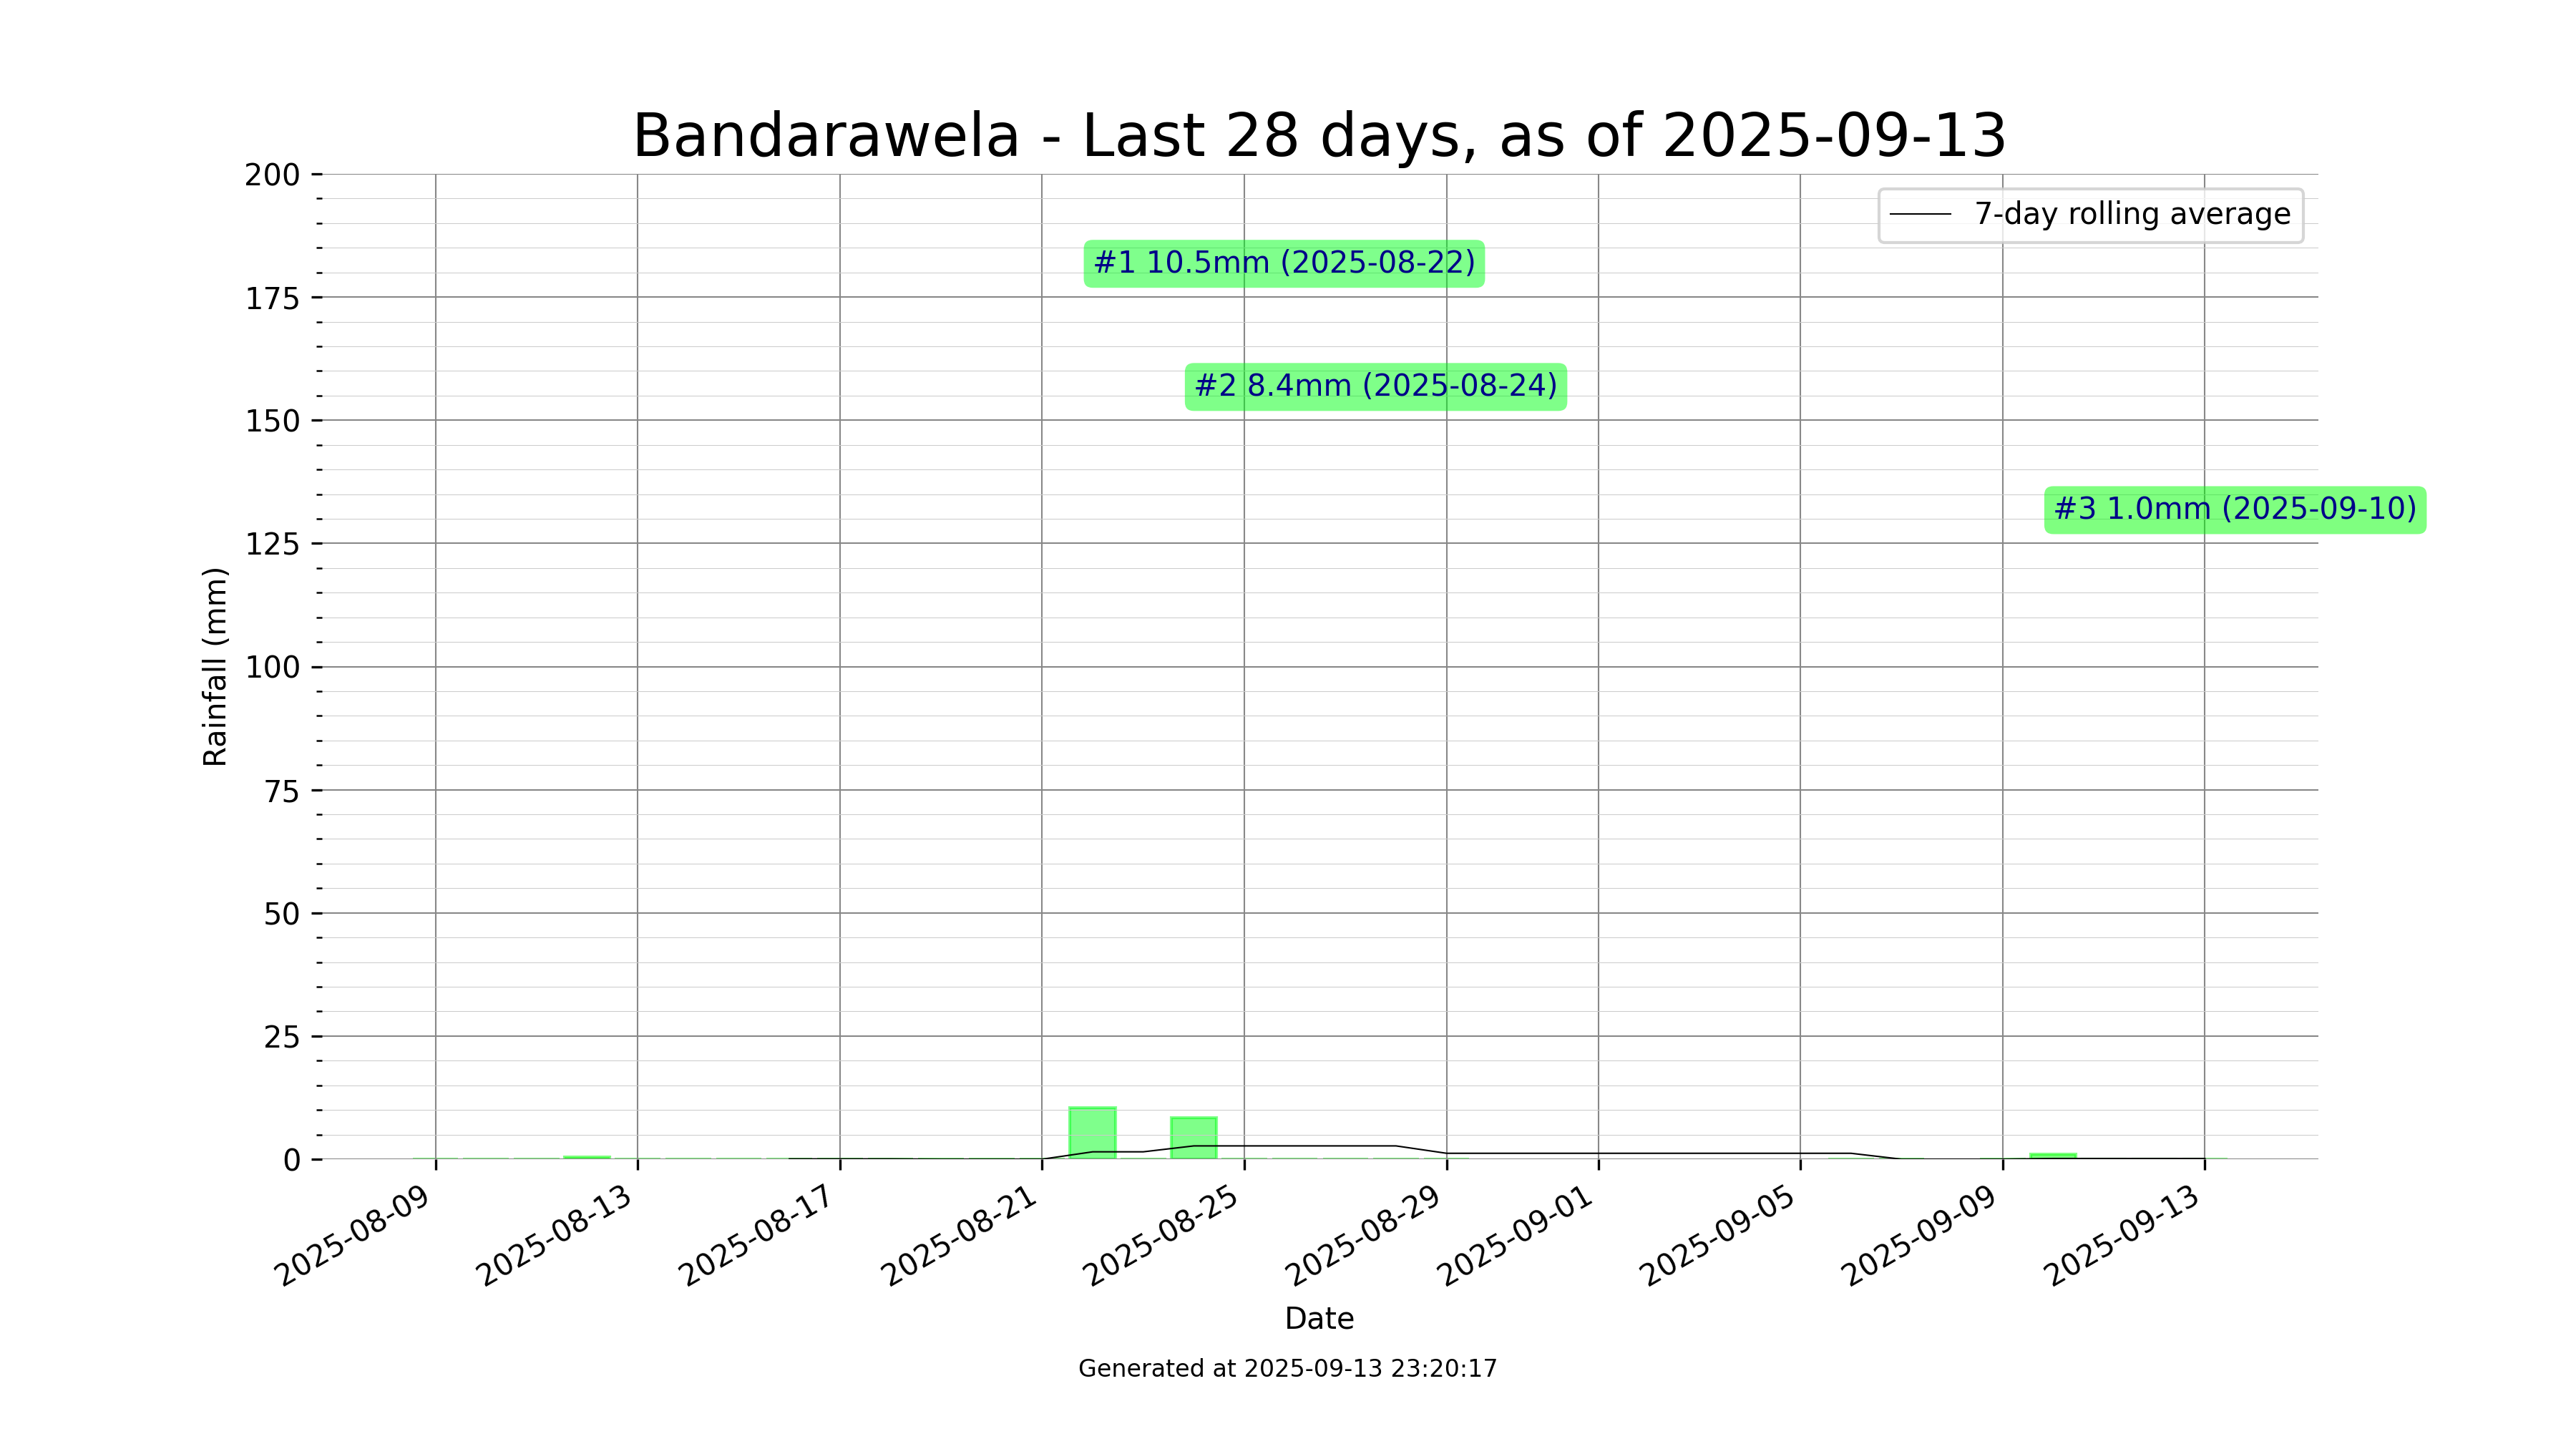 Bandarawela - Last 28 days, as of 2025-09-13
200
175
150
125
100
75
50
25
0
Rainfall (mm)
7-day rolling average
#1 10.5mm (2025-08-22)
#2 8.4mm (2025-08-24)
#3 1.0mm (2025-09-10)
2025-08-09
2025-08-13
2025-08-17
2025-08-21
2025-08-25
2025-08-29
2025-09-01
2025-09-05
2025-09-09
2025-09-13
Date
Generated at 2025-09-13 23:20:17